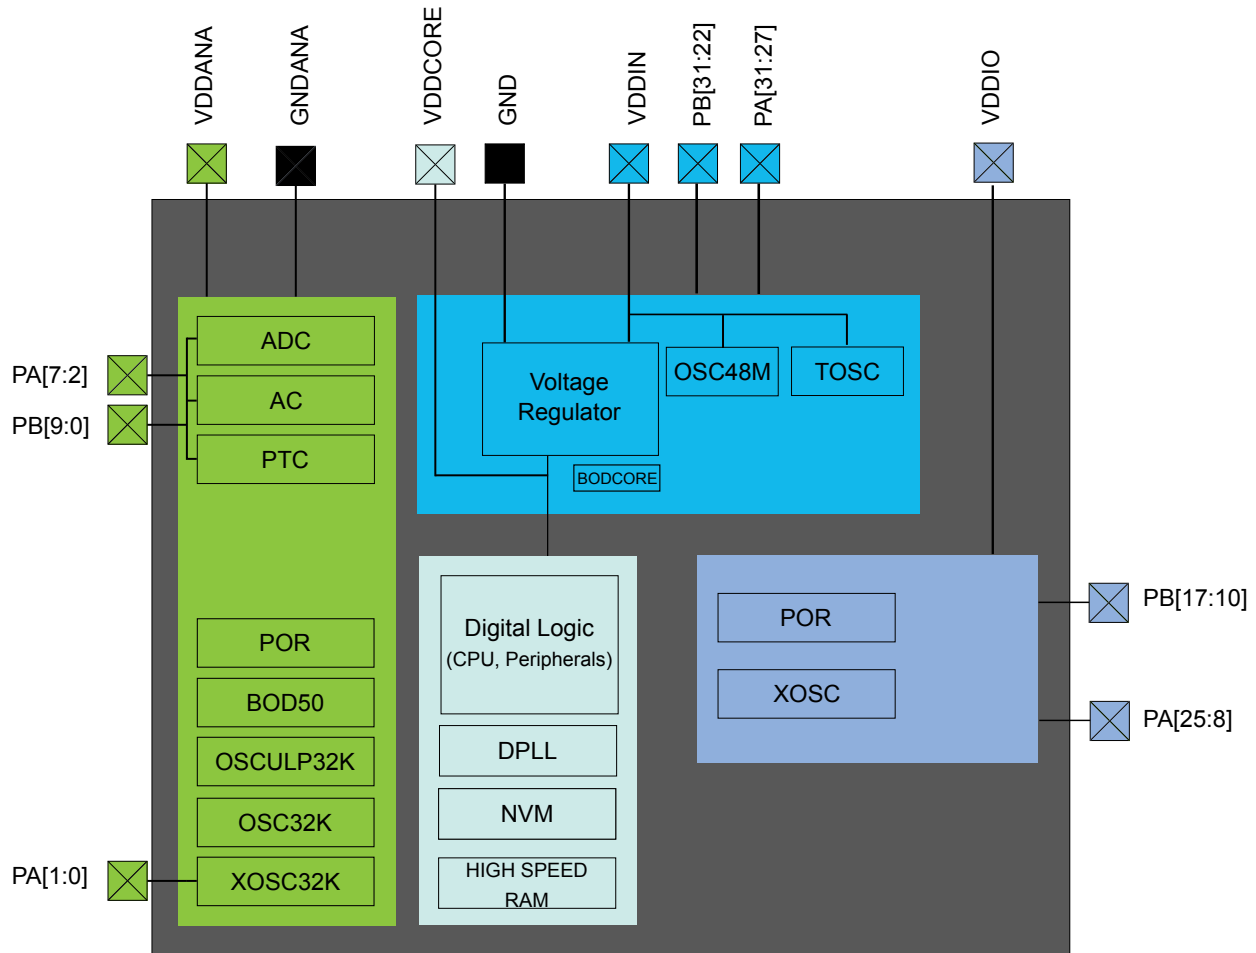 VDDANA
GNDANA
VDDCORE
GND
VDDIN
PB[31:22]
PA[31:27]
VDDIO
PA[7:2]
PB[9:0]
PA[1:0]
ADC
AC
PTC
POR
BOD50
OSCULP32K
OSC32K
XOSC32K
Voltage
Regulator
OSC48M
TOSC
BODCORE
Digital Logic
(CPU, Peripherals)
DPLL
NVM
HIGH SPEED
RAM
POR
XOSC
PB[17:10]
PA[25:8]